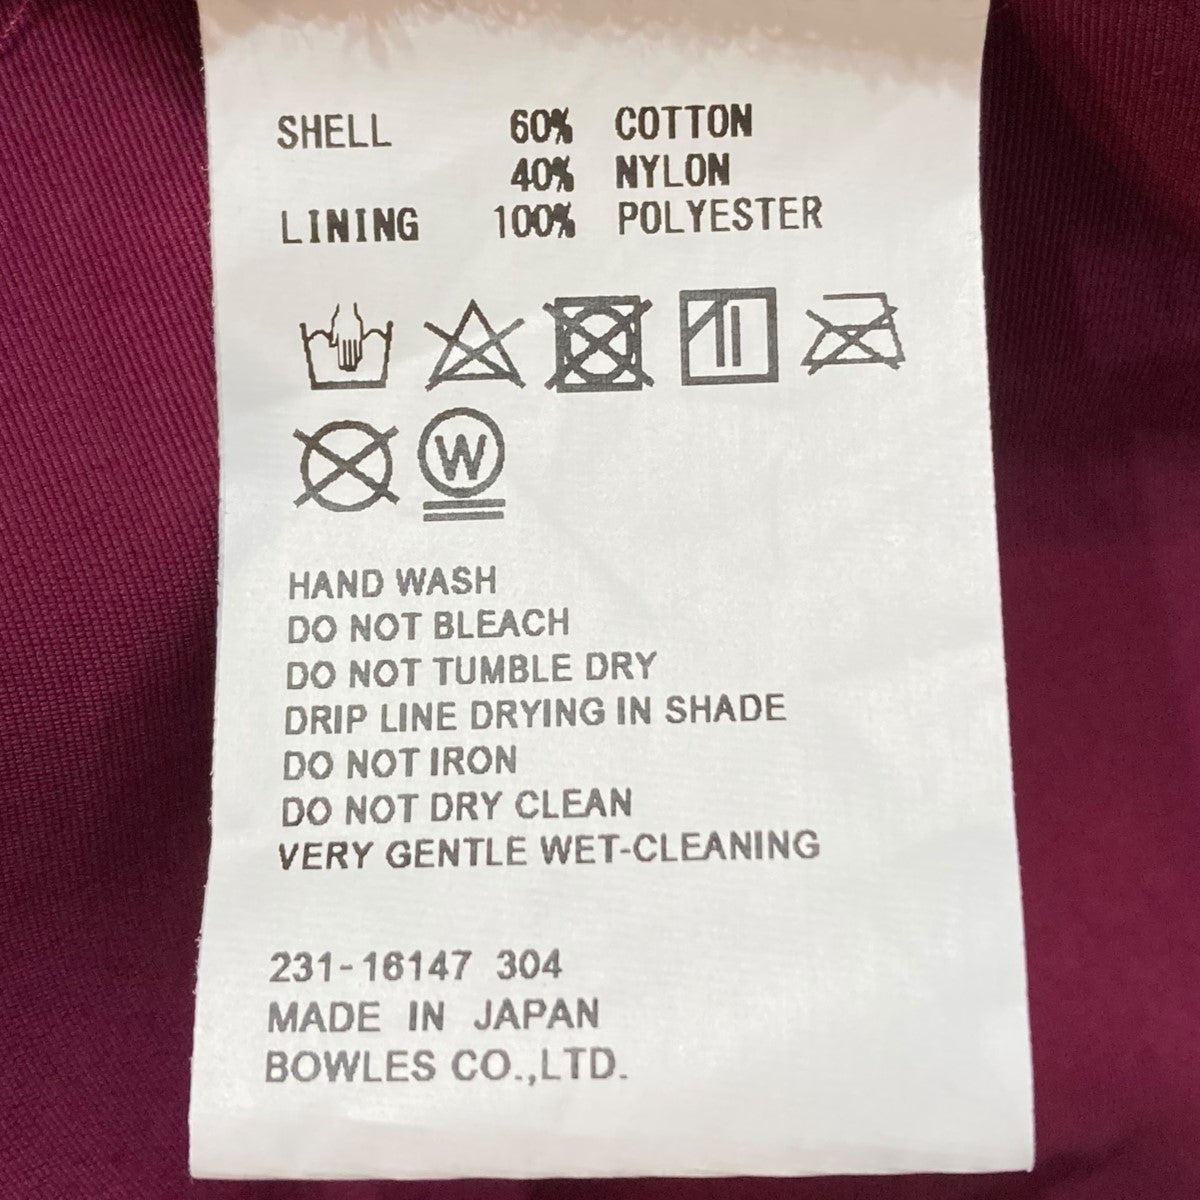 SHELL 60% COTTON
40% NYLON
LINING 100% POLYESTER
W
HAND WASH
DO NOT BLEACH
DO NOT TUMBLE DRY
DRIP LINE DRYING IN SHADE
DO NOT IRON
DO NOT DRY CLEAN
VERY GENTLE WET-CLEANING
231-16147 304
MADE IN JAPAN
BOWLES CO.,LTD.